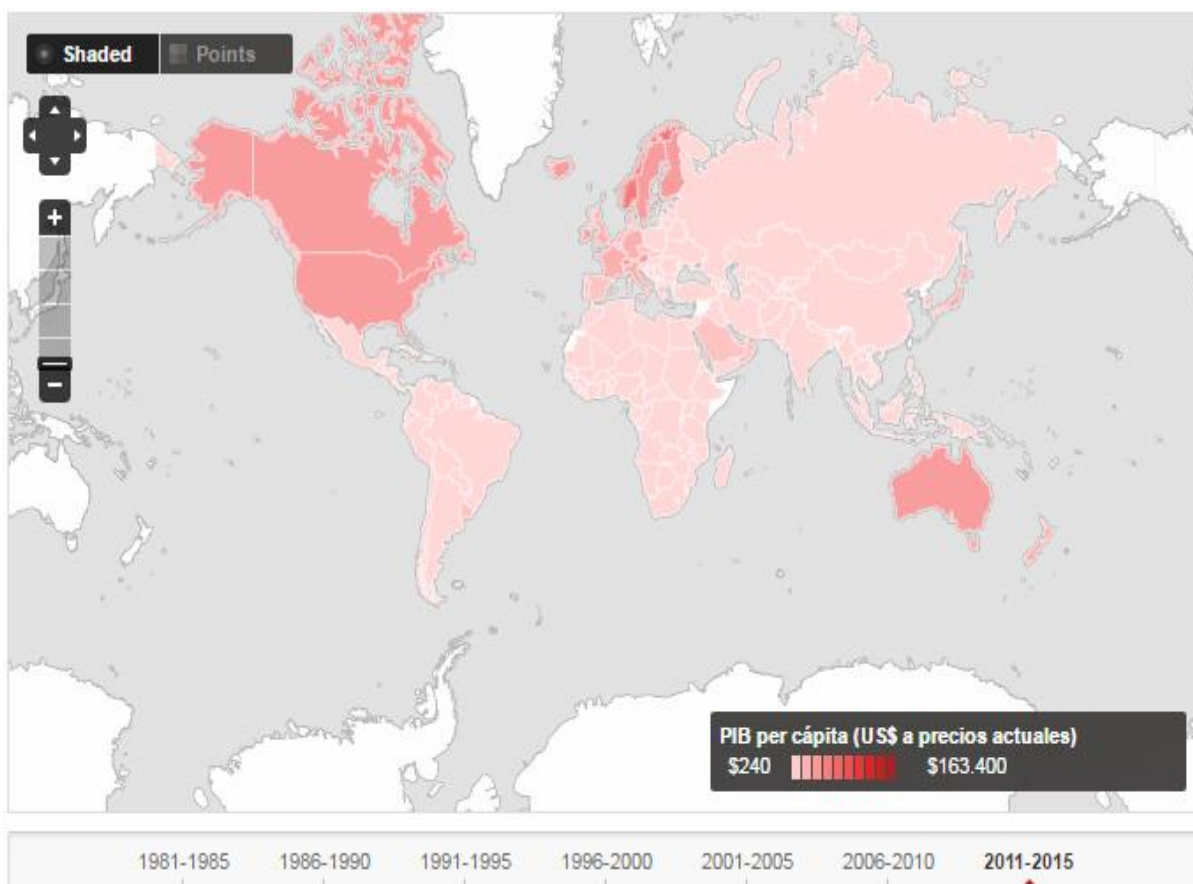 Shaded Points
+
−
PIB per cápita (US$ a precios actuales)
$240 $163.400
1981-1985 1986-1990 1991-1995 1996-2000 2001-2005 2006-2010 2011-2015